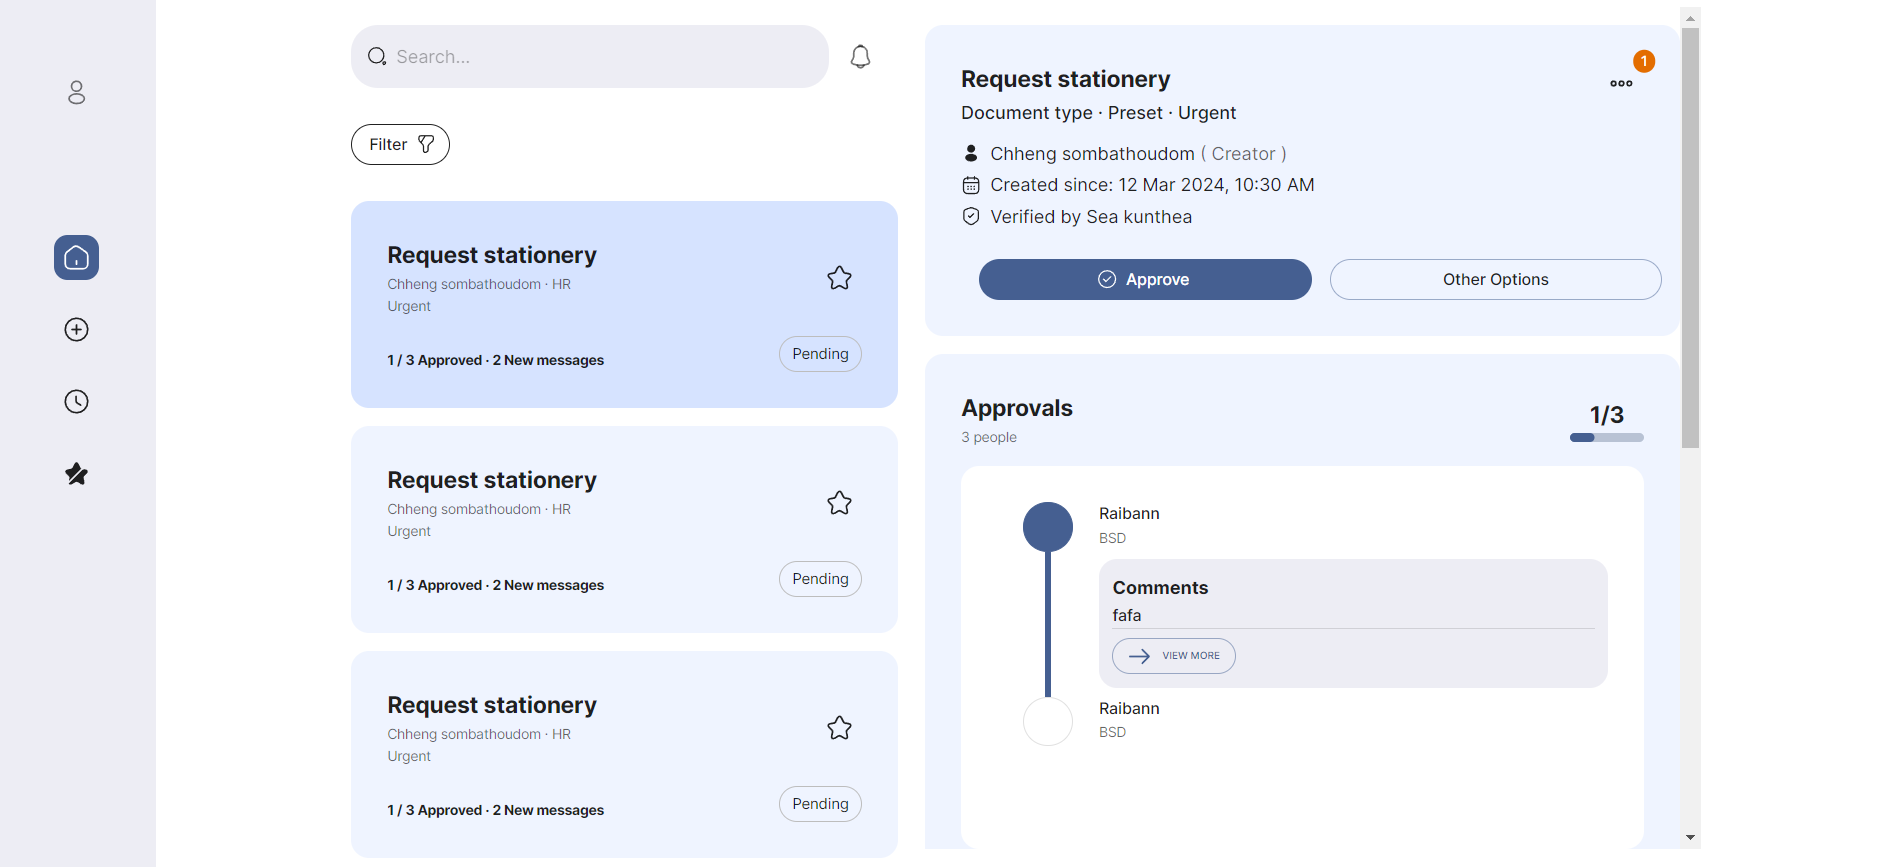 Search...
Filter
Request stationery
Chheng sombathoudom · HR
Urgent
1 / 3 Approved · 2 New messages
Pending
Request stationery
Chheng sombathoudom · HR
Urgent
1 / 3 Approved · 2 New messages
Pending
Request stationery
Chheng sombathoudom · HR
Urgent
1 / 3 Approved · 2 New messages
Pending
1
Request stationery
Document type · Preset · Urgent
Chheng sombathoudom ( Creator )
Created since: 12 Mar 2024, 10:30 AM
Verified by Sea kunthea
Approve
Other Options
Approvals
3 people
1/3
Raibann
BSD
Comments
fafa
VIEW MORE
Raibann
BSD